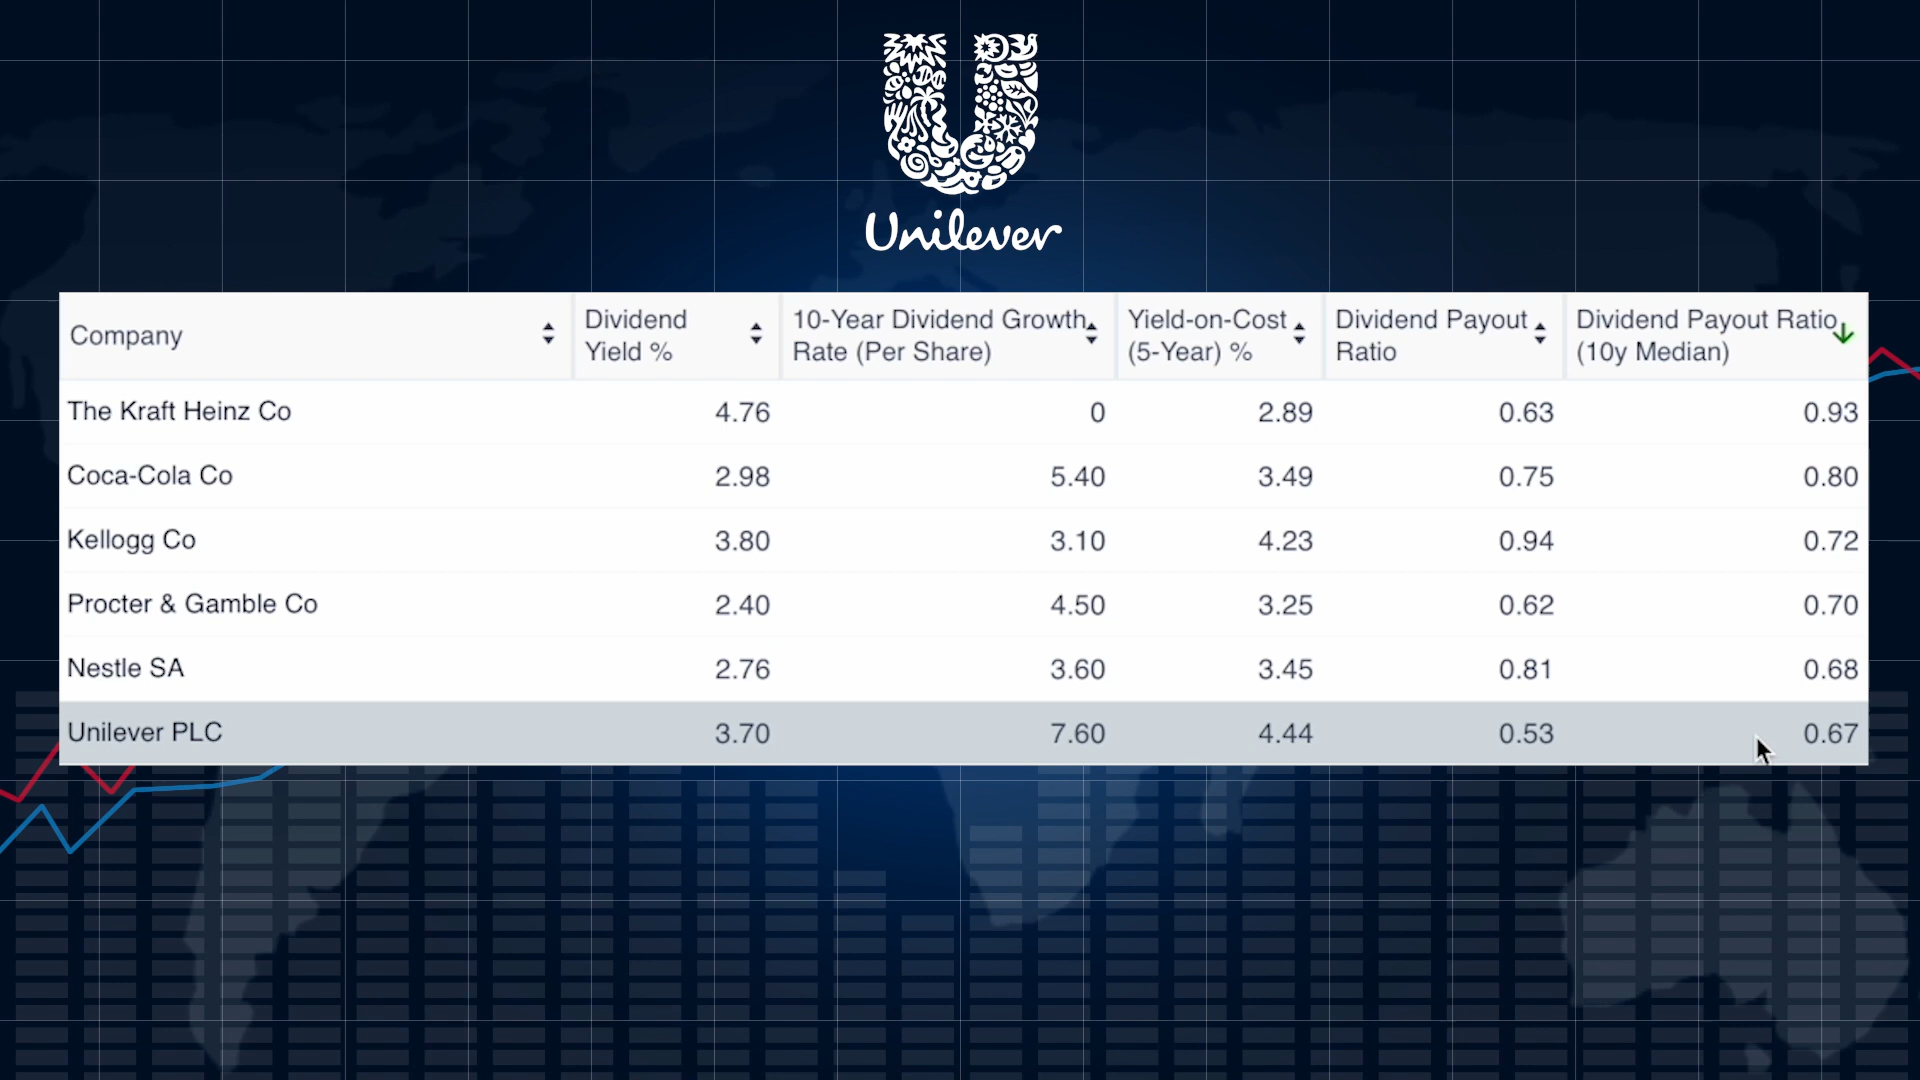 Unilever
Company
Dividend
Yield %
10-Year Dividend Growth
Rate (Per Share)
Yield-on-Cost
(5-Year) %
Dividend Payout
Ratio
Dividend Payout Ratio
(10y Median)
The Kraft Heinz Co 4.76 0 2.89 0.63 0.93
Coca-Cola Co 2.98 5.40 3.49 0.75 0.80
Kellogg Co 3.80 3.10 4.23 0.94 0.72
Procter & Gamble Co 2.40 4.50 3.25 0.62 0.70
Nestle SA 2.76 3.60 3.45 0.81 0.68
Unilever PLC 3.70 7.60 4.44 0.53 0.67